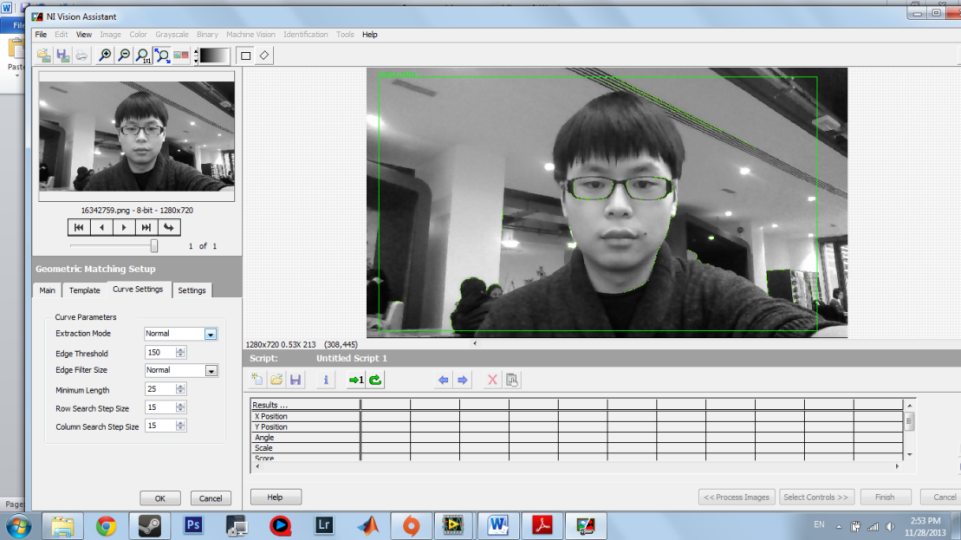 NI Vision Assistant
File Edit View Image Color Grayscale Binary Machine Vision Identification Tools Help
Paste
16342759.png - 8-bit - 1280x720
1 of 1
Geometric Matching Setup
Main Template Curve Settings Settings
Curve Parameters
Extraction Mode Normal
Edge Threshold 150
Edge Filter Size Normal
Minimum Length 25
Row Search Step Size 15
Column Search Step Size 15
OK Cancel
1280x720 0.53X 213 (308,445)
Script: Untitled Script 1
Results ...
X Position
Y Position
Angle
Scale
Score
Help << Process Images Select Controls >> Finish Cancel
Page:
Ps Lr W
EN 2:53 PM
11/28/2013